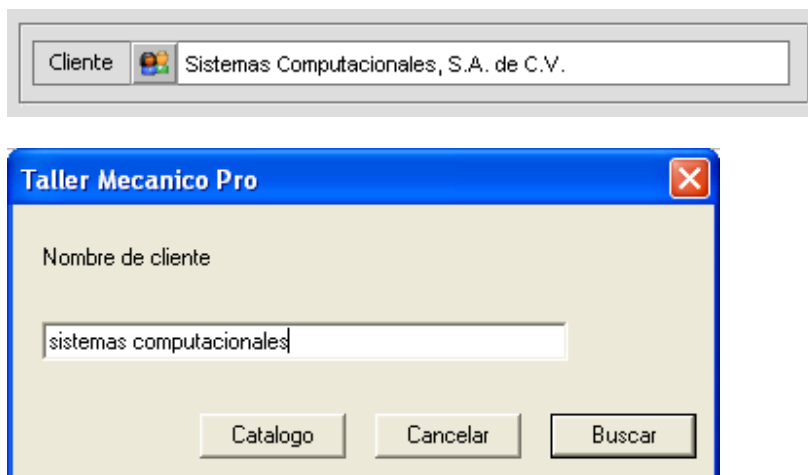 Cliente Sistemas Computacionales, S.A. de C.V.
Taller Mecanico Pro
Nombre de cliente
sistemas computacionales
Catalogo Cancelar Buscar